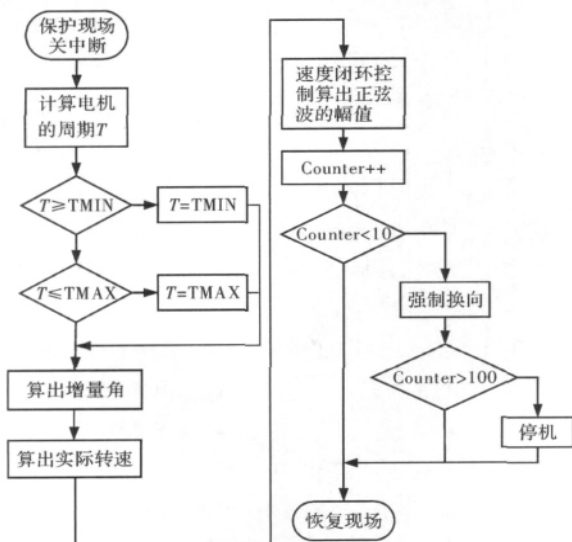 保护现场
关中断
计算电机
的周期T
T≥TMIN
T=TMIN
T≤TMAX
T=TMAX
算出增量角
算出实际转速
速度闭环控
制算出正弦
波的幅值
Counter++
Counter<10
强制换向
Counter>100
停机
恢复现场